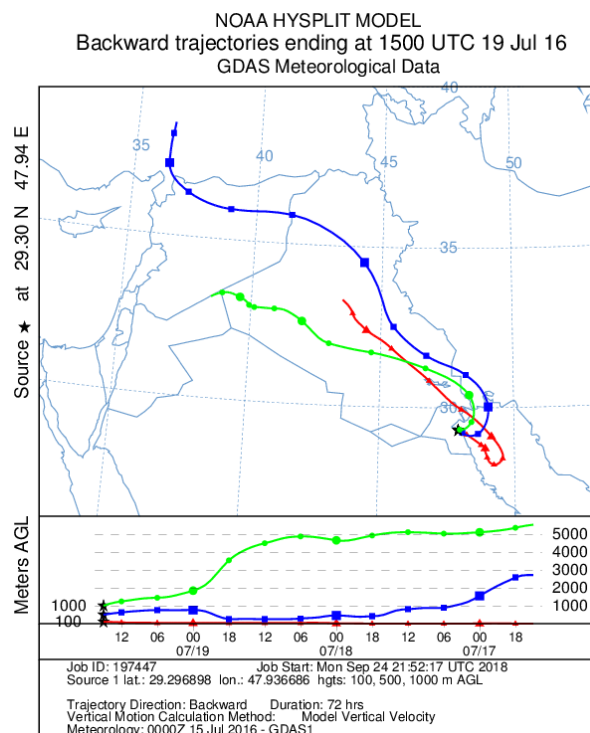 NOAA HYSPLIT MODEL
Backward trajectories ending at 1500 UTC 19 Jul 16
GDAS Meteorological Data
Source ★ at 29.30 N 47.94 E
40
35
40
45
50
35
30
Meters AGL
5000
4000
3000
2000
1000
1000
100
12 06 00 18 12 06 00 18 12 06 00 18
07/19 07/18 07/17
Job ID: 197447 Job Start: Mon Sep 24 21:52:17 UTC 2018
Source 1 lat.: 29.296898 lon.: 47.936686 hgts: 100, 500, 1000 m AGL
Trajectory Direction: Backward Duration: 72 hrs
Vertical Motion Calculation Method: Model Vertical Velocity
Meteorology: 0000Z 15 Jul 2016 - GDAS1